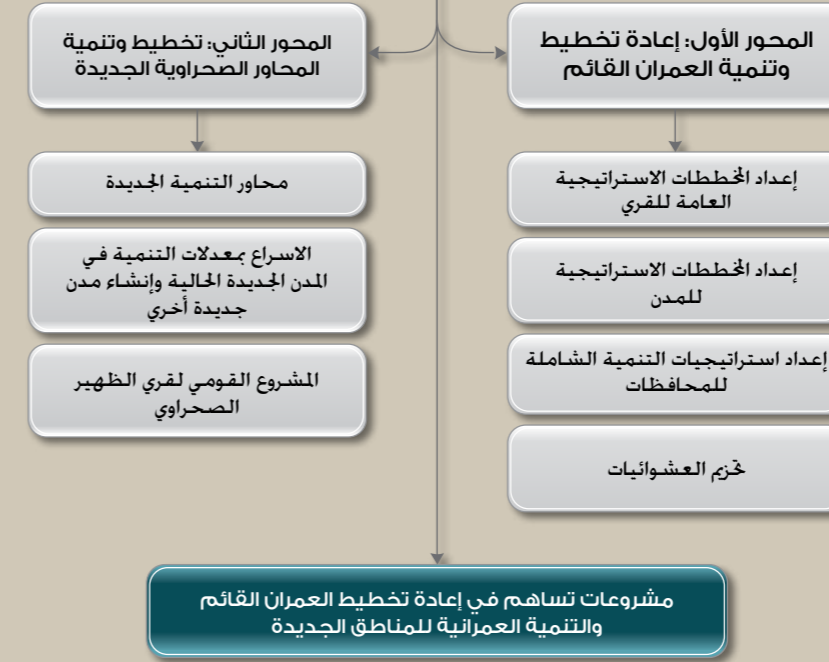 المحور الأول: إعادة تخطيط
وتنمية العمران القائم
إعداد المخططات الاستراتيجية
العامة للقري
إعداد المخططات الاستراتيجية
للمدن
إعداد استراتيجيات التنمية الشاملة
للمحافظات
تحزيم العشوائيات
المحور الثاني: تخطيط وتنمية
المحاور الصحراوية الجديدة
محاور التنمية الجديدة
الاسراع بمعدلات التنمية في
المدن الجديدة الحالية وإنشاء مدن
جديدة أخري
المشروع القومي لقري الظهير
الصحراوي
مشروعات تساهم في إعادة تخطيط العمران القائم
والتنمية العمرانية للمناطق الجديدة